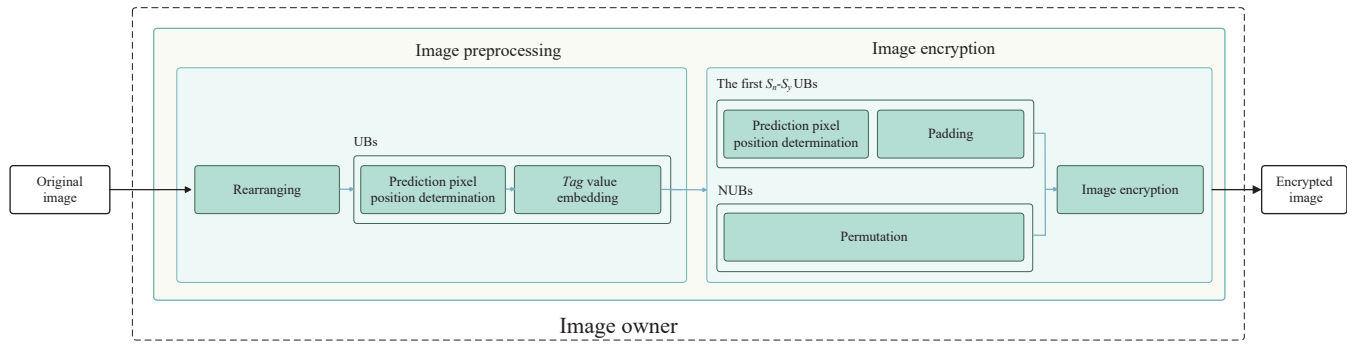 Image preprocessing
Image encryption
The first Sₙ-Sᵧ UBs
Prediction pixel
position determination
Padding
UBs
Original
image
Rearranging
Prediction pixel
position determination
Tag value
embedding
NUBs
Permutation
Image encryption
Encrypted
image
Image owner